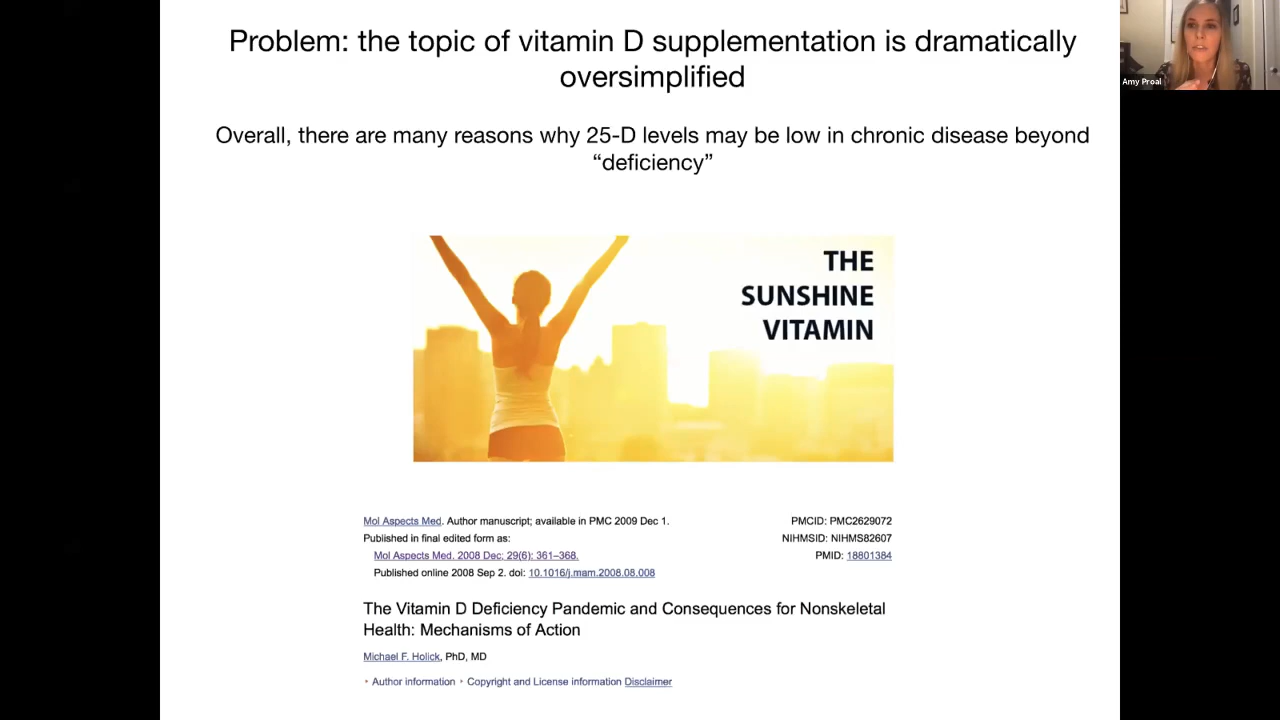 Problem: the topic of vitamin D supplementation is dramatically
oversimplified
Overall, there are many reasons why 25-D levels may be low in chronic disease beyond
“deficiency”
THE
SUNSHINE
VITAMIN
Mol Aspects Med. Author manuscript; available in PMC 2009 Dec 1.
Published in final edited form as:
Mol Aspects Med. 2008 Dec; 29(6): 361–368.
Published online 2008 Sep 2. doi: 10.1016/j.mam.2008.08.008
PMCID: PMC2629072
NIHMSID: NIHMS82607
PMID: 18801384
The Vitamin D Deficiency Pandemic and Consequences for Nonskeletal
Health: Mechanisms of Action
Michael F. Holick, PhD, MD
• Author information • Copyright and License information Disclaimer
Amy Proal